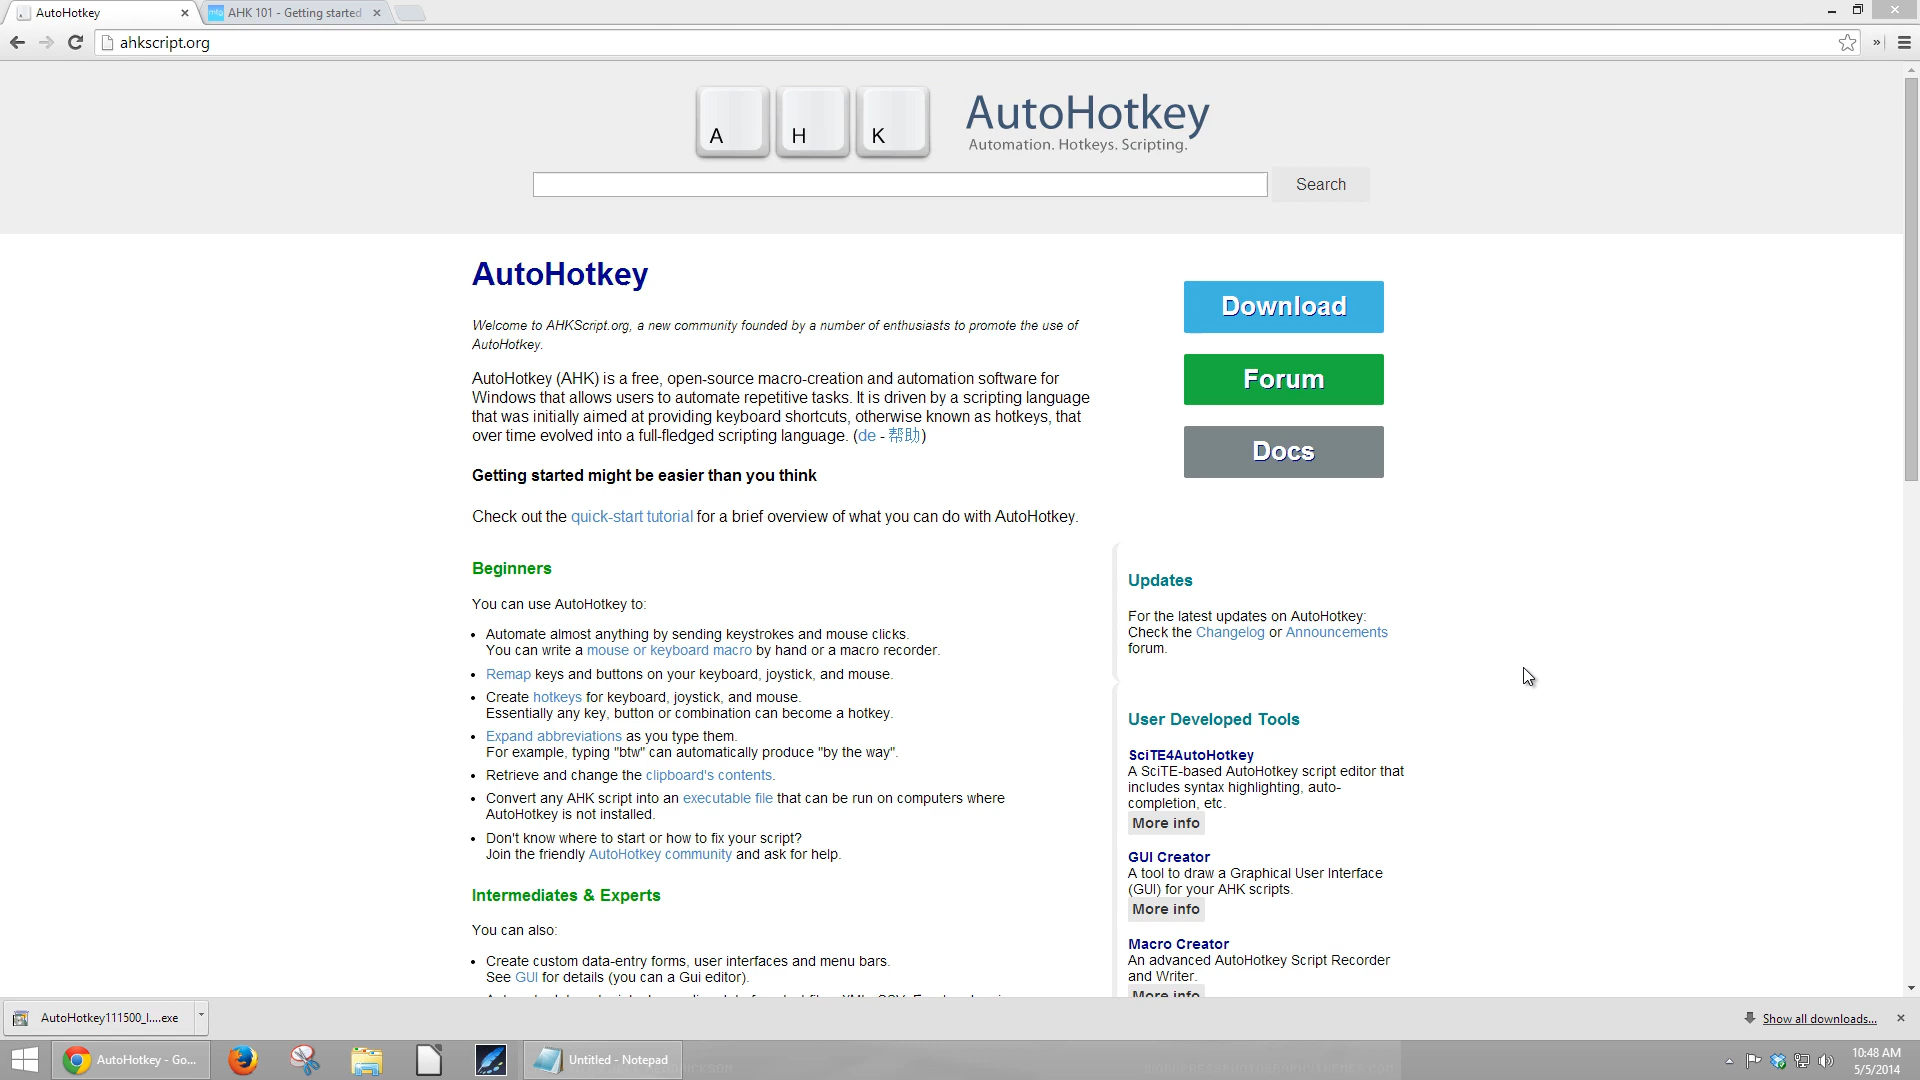 AutoHotkey
AHK 101 - Getting started
ahkscript.org
A H K
AutoHotkey
Automation. Hotkeys. Scripting.
Search
AutoHotkey
Welcome to AHKScript.org, a new community founded by a number of enthusiasts to promote the use of
AutoHotkey.
AutoHotkey (AHK) is a free, open-source macro-creation and automation software for
Windows that allows users to automate repetitive tasks. It is driven by a scripting language
that was initially aimed at providing keyboard shortcuts, otherwise known as hotkeys, that
over time evolved into a full-fledged scripting language. (de - 帮助)
Getting started might be easier than you think
Check out the quick-start tutorial for a brief overview of what you can do with AutoHotkey.
Download
Forum
Docs
Beginners
You can use AutoHotkey to:
• Automate almost anything by sending keystrokes and mouse clicks.
You can write a mouse or keyboard macro by hand or a macro recorder.
• Remap keys and buttons on your keyboard, joystick, and mouse.
• Create hotkeys for keyboard, joystick, and mouse.
Essentially any key, button or combination can become a hotkey.
• Expand abbreviations as you type them.
For example, typing "btw" can automatically produce "by the way".
• Retrieve and change the clipboard's contents.
• Convert any AHK script into an executable file that can be run on computers where
AutoHotkey is not installed.
• Don't know where to start or how to fix your script?
Join the friendly AutoHotkey community and ask for help.
Intermediates & Experts
You can also:
• Create custom data-entry forms, user interfaces and menu bars.
See GUI for details (you can a Gui editor).
Updates
For the latest updates on AutoHotkey:
Check the Changelog or Announcements
forum.
User Developed Tools
SciTE4AutoHotkey
A SciTE-based AutoHotkey script editor that
includes syntax highlighting, auto-
completion, etc.
More info
GUI Creator
A tool to draw a Graphical User Interface
(GUI) for your AHK scripts.
More info
Macro Creator
An advanced AutoHotkey Script Recorder
and Writer.
More info
AutoHotkey111500_I....exe
Show all downloads...
AutoHotkey - Go...
Untitled - Notepad
10:48 AM
5/5/2014